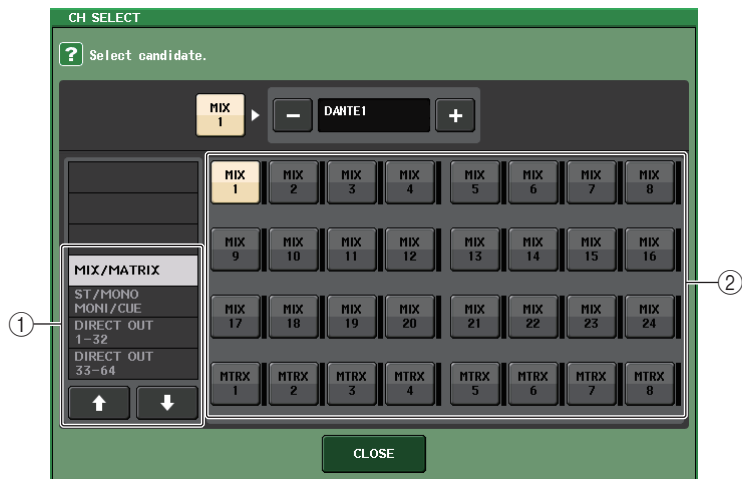 CH SELECT
? Select candidate.
MIX 1
−
DANTE1
+
MIX/MATRIX
ST/MONO
MONI/CUE
DIRECT OUT
1-32
DIRECT OUT
33-64
MIX 1 MIX 2 MIX 3 MIX 4 MIX 5 MIX 6 MIX 7 MIX 8
MIX 9 MIX 10 MIX 11 MIX 12 MIX 13 MIX 14 MIX 15 MIX 16
MIX 17 MIX 18 MIX 19 MIX 20 MIX 21 MIX 22 MIX 23 MIX 24
MTRX 1 MTRX 2 MTRX 3 MTRX 4 MTRX 5 MTRX 6 MTRX 7 MTRX 8
①
②
CLOSE